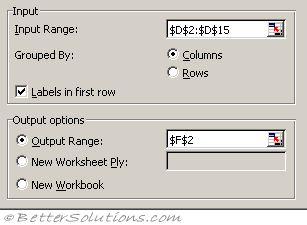 Input
Input Range: $D$2:$D$15
Grouped By: Columns
Rows
Labels in first row
Output options
Output Range: $F$2
New Worksheet Ply:
New Workbook
© BetterSolutions.com